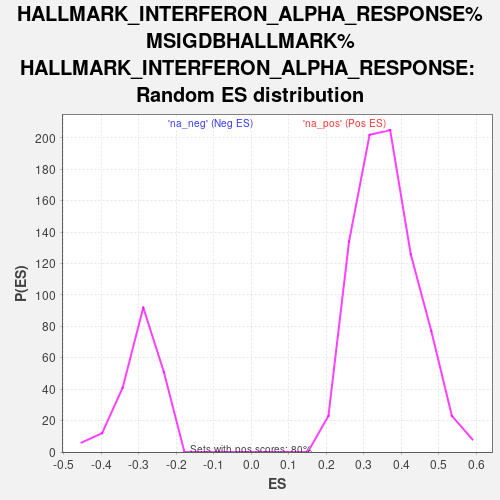 HALLMARK_INTERFERON_ALPHA_RESPONSE%
MSIGDBHALLMARK%
HALLMARK_INTERFERON_ALPHA_RESPONSE:
Random ES distribution
'na_neg' (Neg ES) 'na_pos' (Pos ES)
200
180
160
140
120
100
80
60
40
20
0
P(ES)
Sets with pos scores: 80%
-0.5 -0.4 -0.3 -0.2 -0.1 0.0 0.1 0.2 0.3 0.4 0.5 0.6
ES